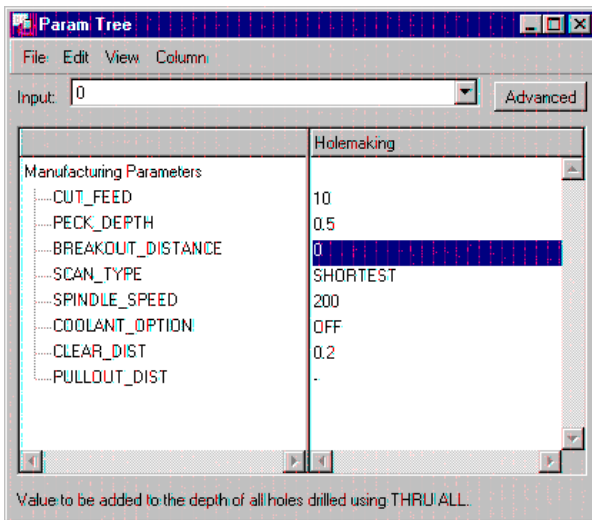 Param Tree
File Edit View Column
Input: 0 Advanced
Holemaking
Manufacturing Parameters
CUT_FEED 10
PECK_DEPTH 0.5
BREAKOUT_DISTANCE 0
SCAN_TYPE SHORTEST
SPINDLE_SPEED 200
COOLANT_OPTION OFF
CLEAR_DIST 0.2
PULLOUT_DIST -
Value to be added to the depth of all holes drilled using THRU ALL.